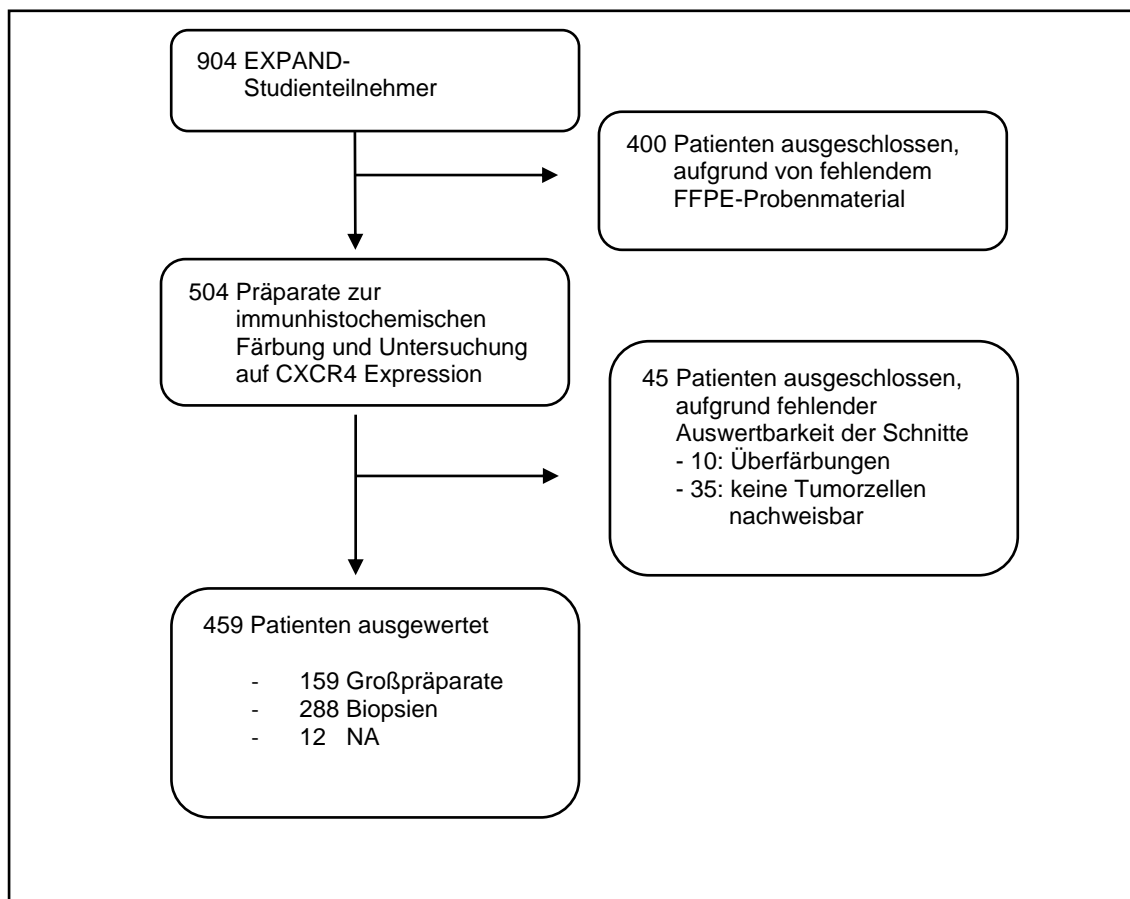 904 EXPAND-
Studienteilnehmer
400 Patienten ausgeschlossen,
aufgrund von fehlendem
FFPE-Probenmaterial
504 Präparate zur
immunhistochemischen
Färbung und Untersuchung
auf CXCR4 Expression
45 Patienten ausgeschlossen,
aufgrund fehlender
Auswertbarkeit der Schnitte
- 10: Überfärbungen
- 35: keine Tumorzellen
nachweisbar
459 Patienten ausgewertet
- 159 Großpräparate
- 288 Biopsien
- 12 NA